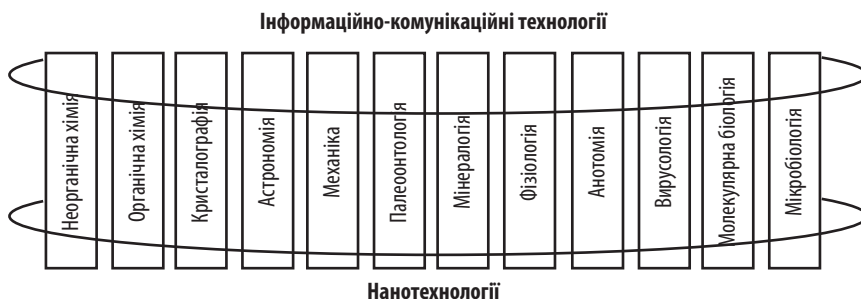 Інформаційно-комунікаційні технології
Неорганічна хімія
Органічна хімія
Кристалографія
Астрономія
Механіка
Палеоонтологія
Мінералогія
Фізіологія
Анотомія
Вирусологія
Молекулярна біологія
Мікробіологія
Нанотехнології